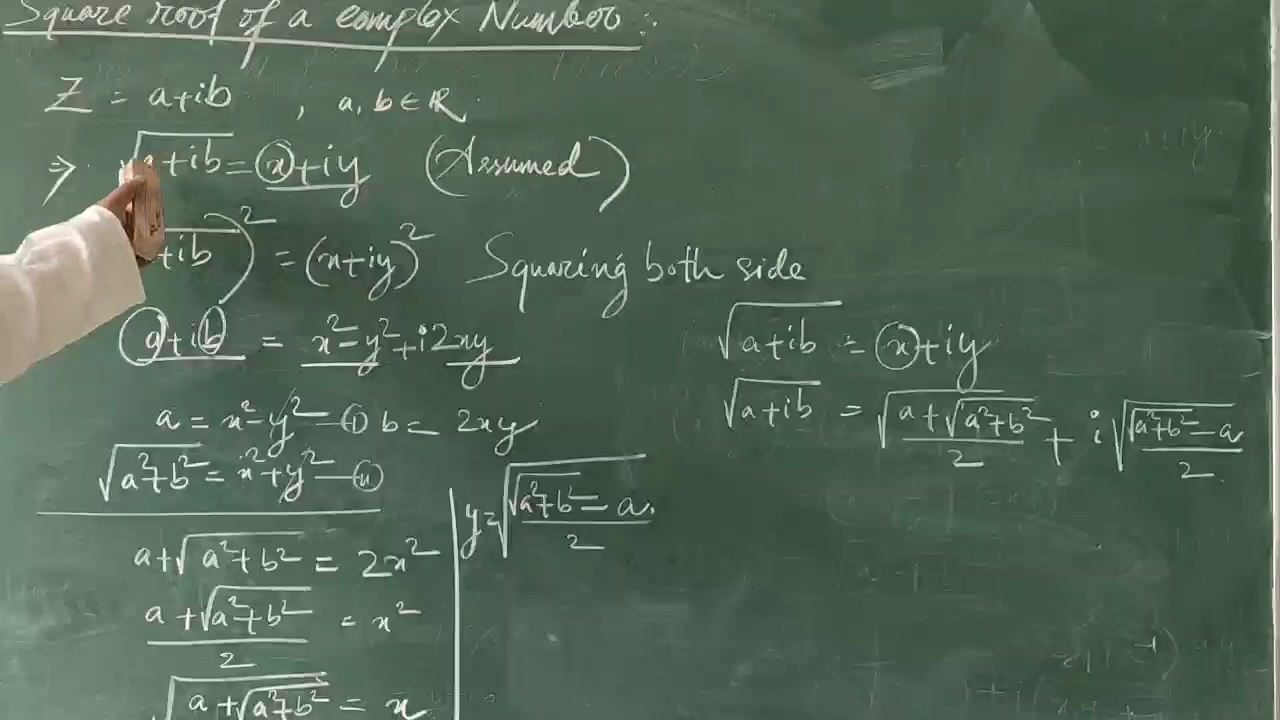 Square root of a complex Number :.
Z = a+ib , a, b ∈ ℝ.
⇒ √a+ib = x+iy (Assumed)
+ib)² = (x+iy)² Squaring both side
a+ib = x²-y²+i2xy
a = x²-y² —① b = 2xy
√a²+b² = x²+y² —ⓘⓘ
a+√a²+b² = 2x²
a+√a²+b² / 2 = x²
√a+√a²+b² = x
y = √(√a²+b² - a / 2)
√a+ib = x+iy
√a+ib = √(a+√a²+b² / 2) + i √(√a²+b² - a / 2)